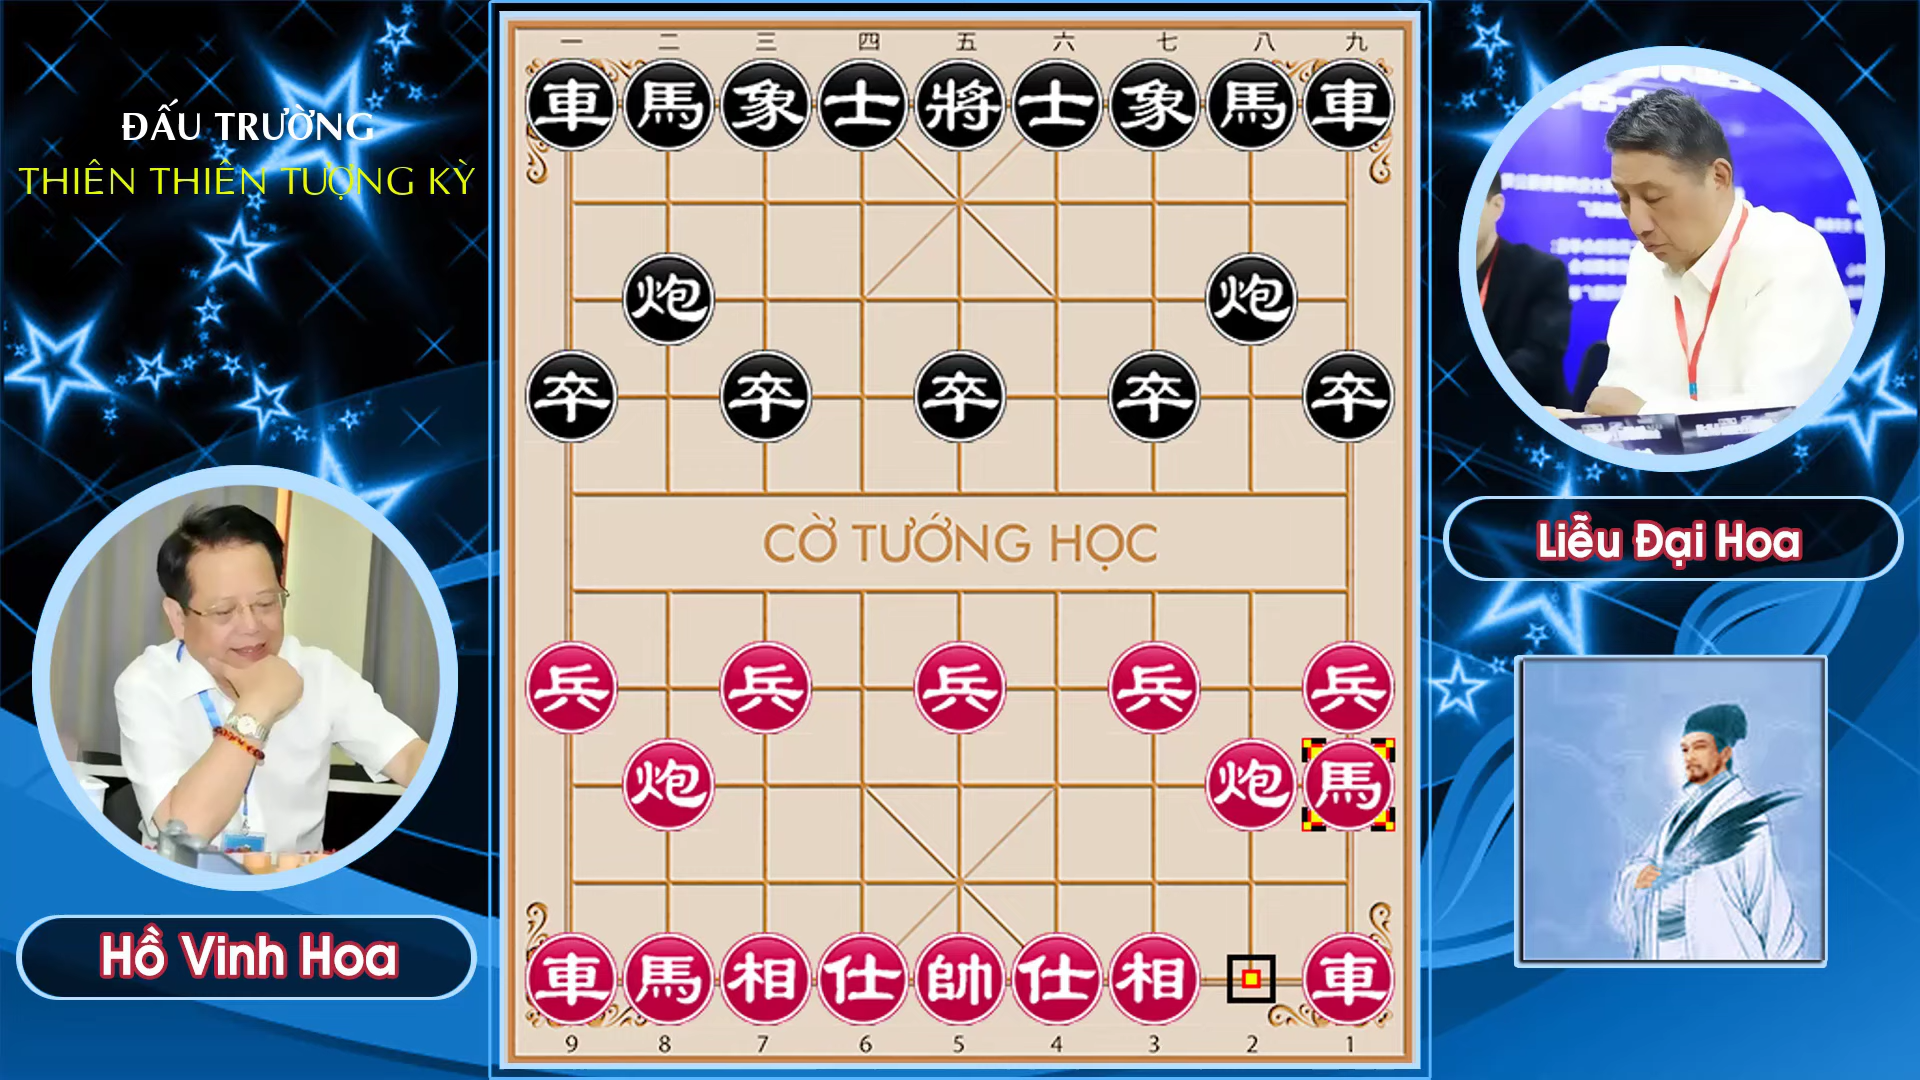 ĐẤU TRƯỜNG
THIÊN THIÊN TƯỢNG KỲ
一 二 三 四 五 六 七 八 九
車 馬 象 士 將 士 象 馬 車
炮 炮
卒 卒 卒 卒 卒
CỜ TƯỚNG HỌC
兵 兵 兵 兵 兵
炮 炮 馬
車 馬 相 仕 帥 仕 相 車
9 8 7 6 5 4 3 2 1
Hồ Vinh Hoa
Liễu Đại Hoa